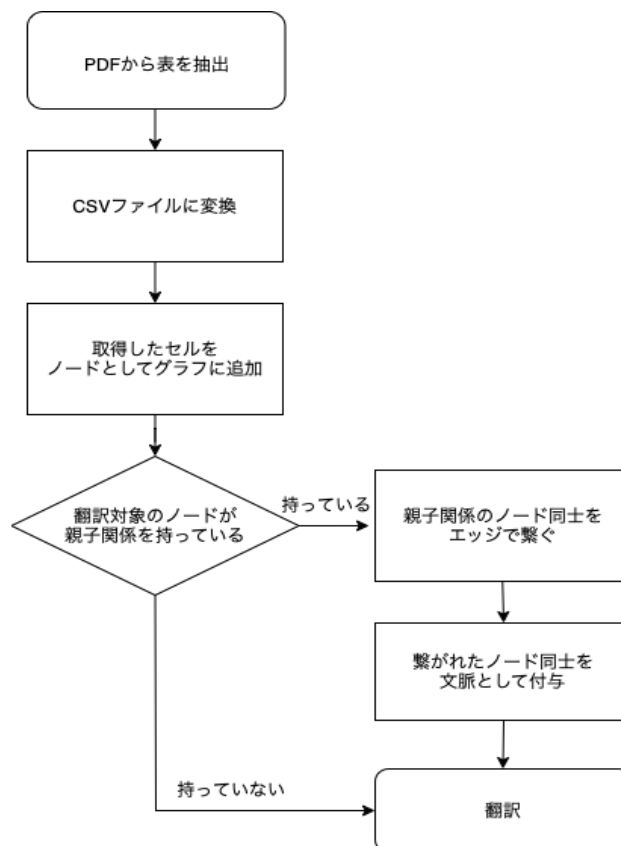 PDFから表を抽出
CSVファイルに変換
取得したセルを
ノードとしてグラフに追加
翻訳対象のノードが
親子関係を持っている
持っている
親子関係のノード同士を
エッジで繋ぐ
繋がれたノード同士を
文脈として付与
持っていない
翻訳